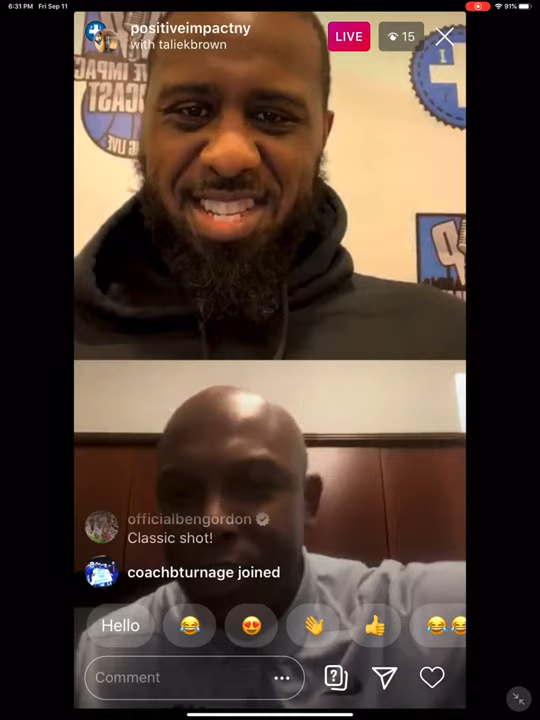 6:31 PM Fri Sep 11
91%
positiveimpactny
with taliekbrown
LIVE
15
officialbengordon
Classic shot!
coachbturnage joined
Hello
Comment